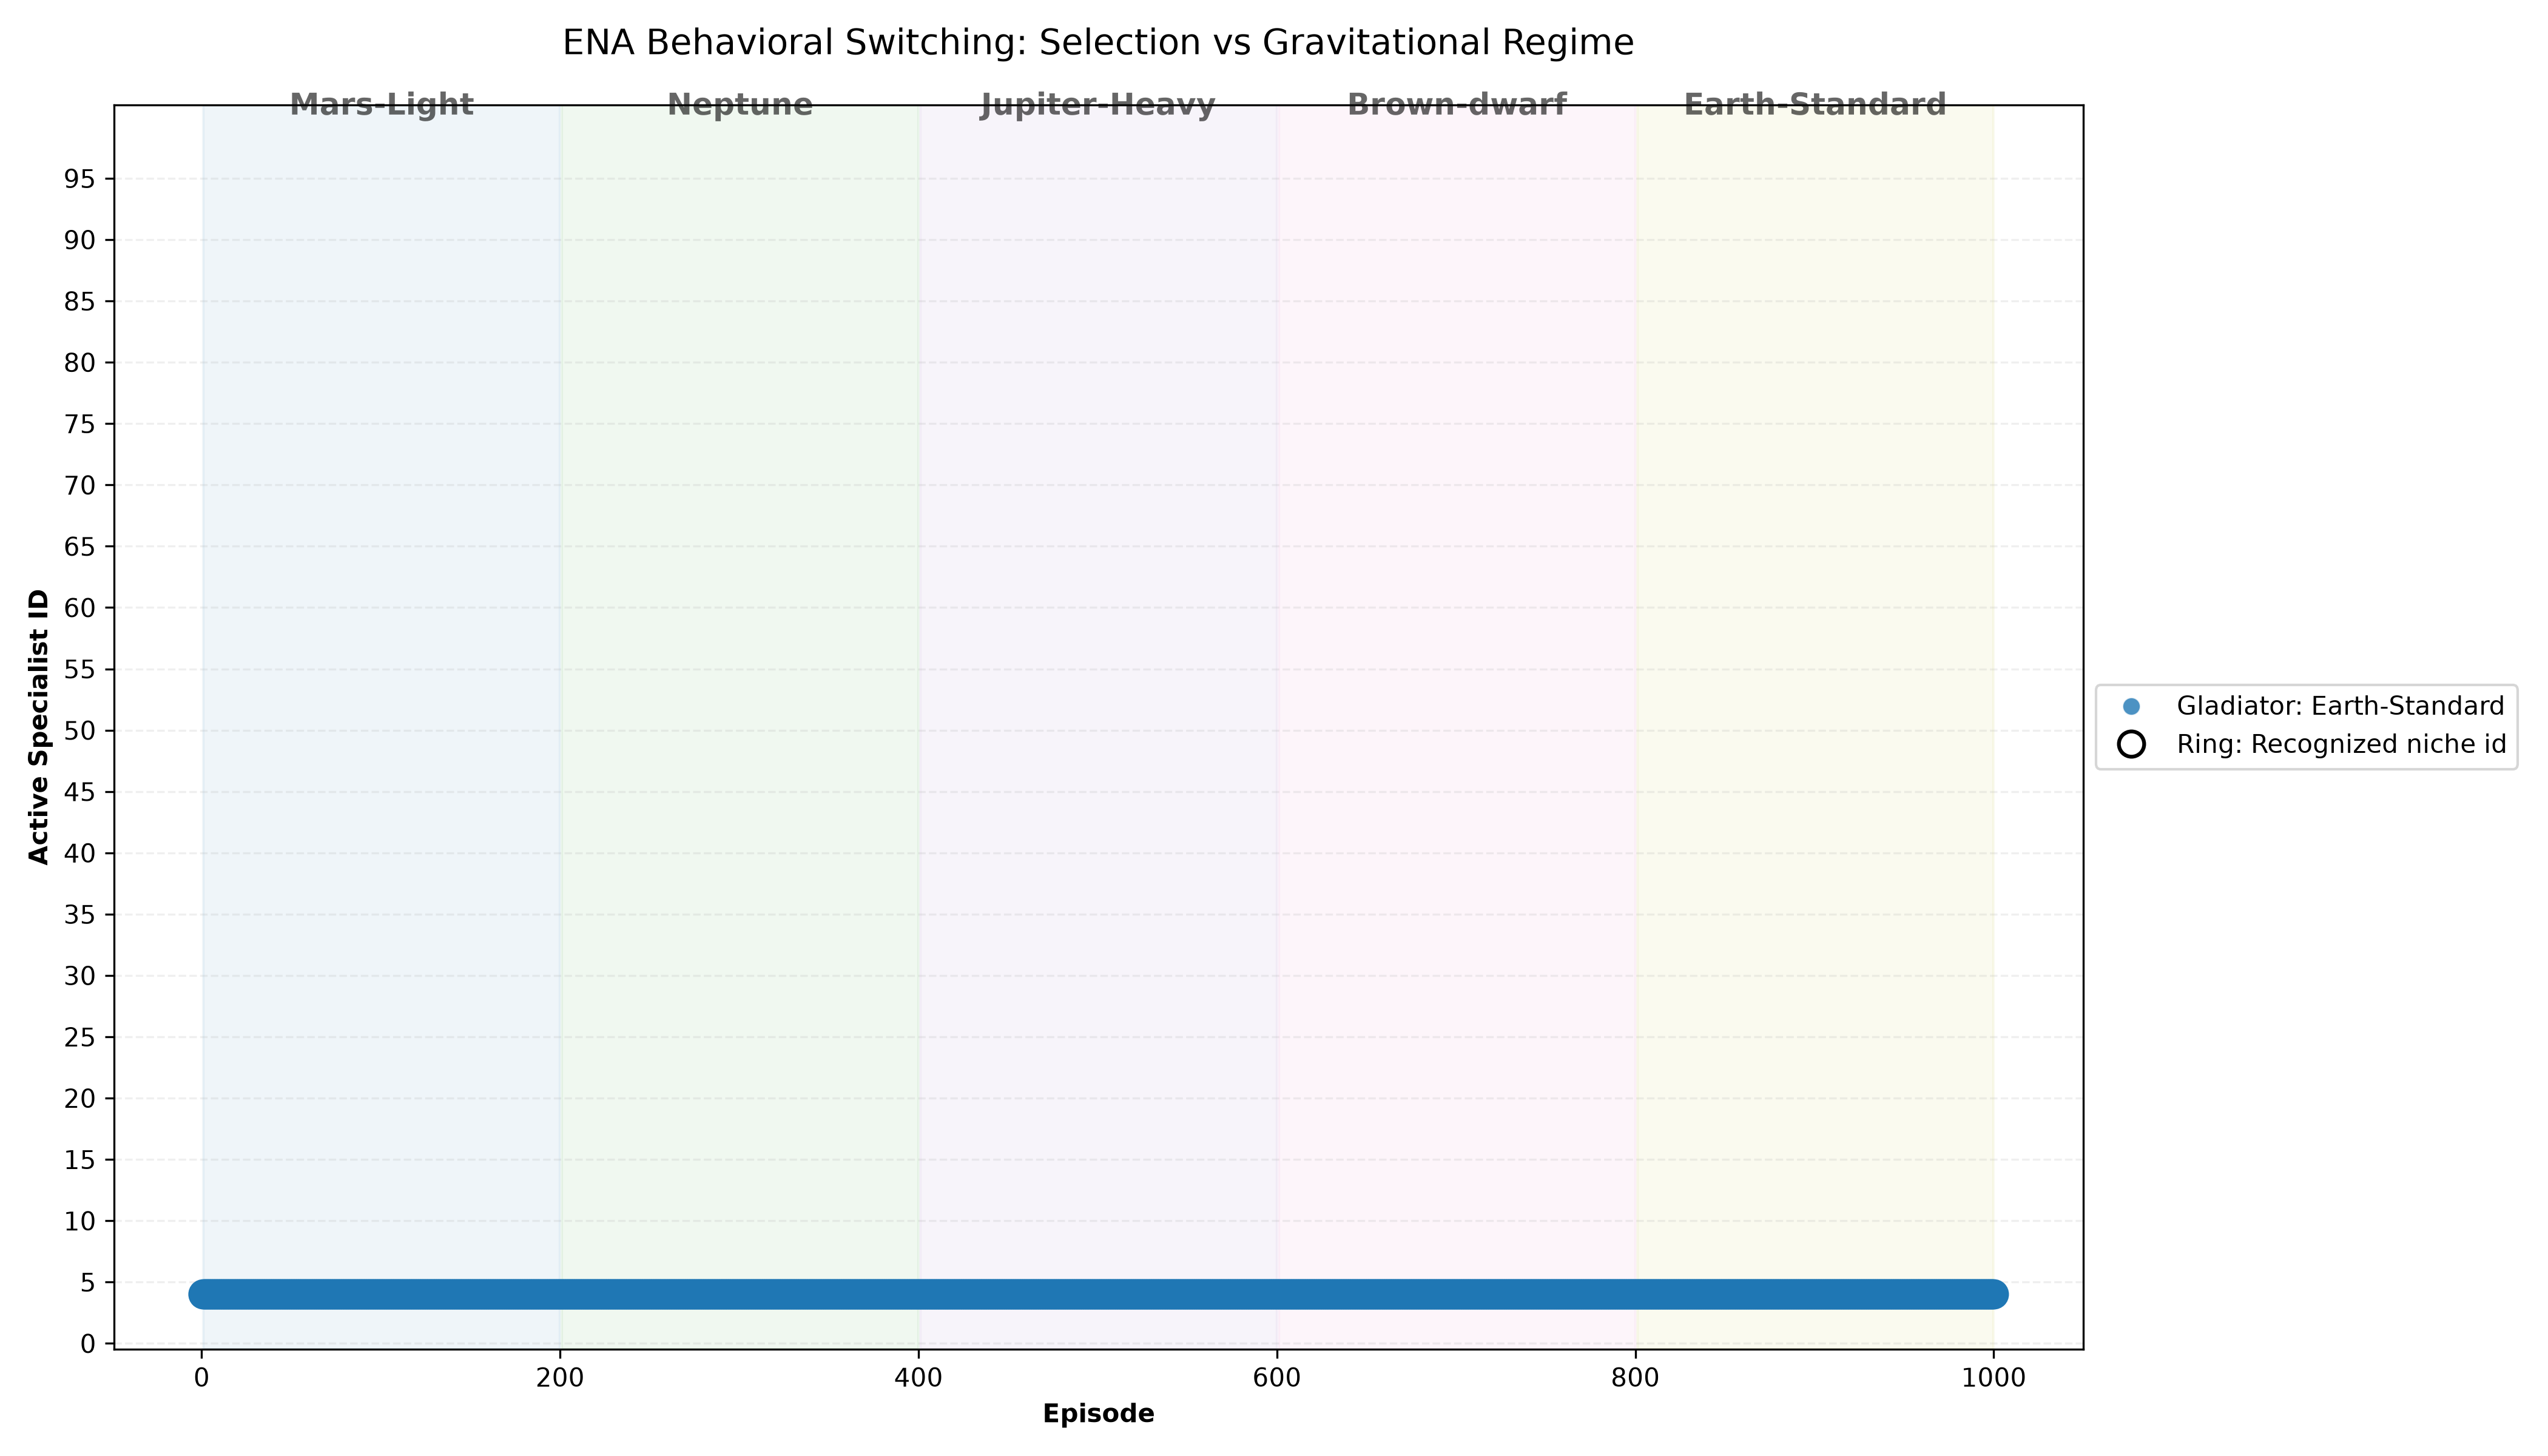 ENA Behavioral Switching: Selection vs Gravitational Regime
Mars-Light Neptune Jupiter-Heavy Brown-dwarf Earth-Standard
95
90
85
80
75
70
65
60
55
50
45
40
35
30
25
20
15
10
5
0
Active Specialist ID
Gladiator: Earth-Standard
Ring: Recognized niche id
0 200 400 600 800 1000
Episode